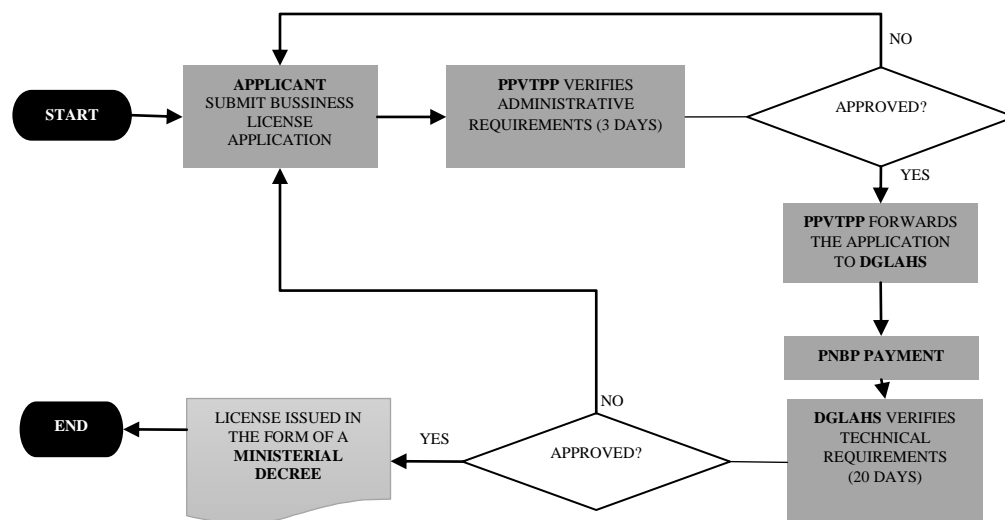 START
APPLICANT
SUBMIT BUSSINESS
LICENSE
APPLICATION
PPVTPP VERIFIES
ADMINISTRATIVE
REQUIREMENTS (3 DAYS)
NO
APPROVED?
YES
PPVTPP FORWARDS
THE APPLICATION
TO DGLAHS
PNBP PAYMENT
DGLAHS VERIFIES
TECHNICAL
REQUIREMENTS
(20 DAYS)
NO
APPROVED?
YES
LICENSE ISSUED IN
THE FORM OF A
MINISTERIAL
DECREE
END